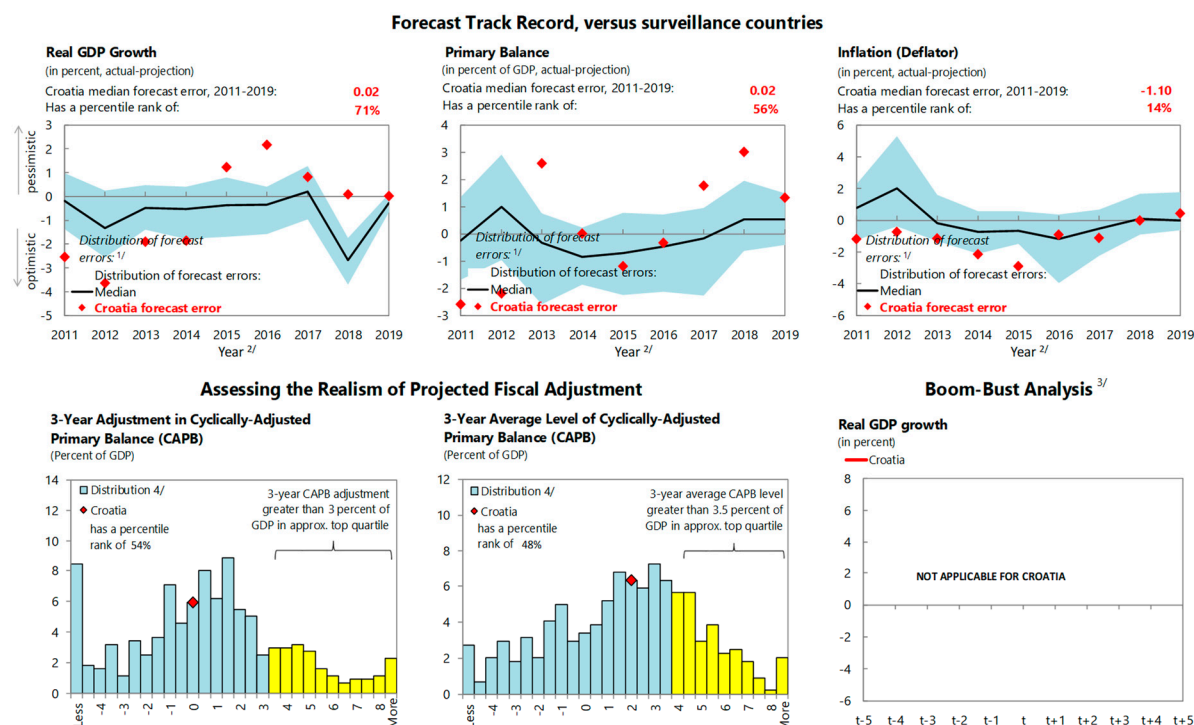 Forecast Track Record, versus surveillance countries
Real GDP Growth
(in percent, actual-projection)
Croatia median forecast error, 2011-2019: 0.02
Has a percentile rank of: 71%
pessimistic
optimistic
3
2
1
0
-1
-2
-3
-4
-5
Distribution of forecast
errors: 1/
Distribution of forecast errors:
Median
Croatia forecast error
2011 2012 2013 2014 2015 2016 2017 2018 2019
Year 2/
Primary Balance
(in percent of GDP, actual-projection)
Croatia median forecast error, 2011-2019: 0.02
Has a percentile rank of: 56%
4
3
2
1
0
-1
-2
-3
Distribution of forecast
errors: 1/
Distribution of forecast errors:
Median
Croatia forecast error
2011 2012 2013 2014 2015 2016 2017 2018 2019
Year 2/
Inflation (Deflator)
(in percent, actual-projection)
Croatia median forecast error, 2011-2019: -1.10
Has a percentile rank of: 14%
6
4
2
0
-2
-4
-6
Distribution of forecast
errors: 1/
Distribution of forecast errors:
Median
Croatia forecast error
2011 2012 2013 2014 2015 2016 2017 2018 2019
Year 2/
Assessing the Realism of Projected Fiscal Adjustment
3-Year Adjustment in Cyclically-Adjusted
Primary Balance (CAPB)
(Percent of GDP)
14
12
10
8
6
4
2
0
Distribution 4/
Croatia
has a percentile
rank of 54%
3-year CAPB adjustment
greater than 3 percent of
GDP in approx. top quartile
Less -4 -3 -2 -1 0 1 2 3 4 5 6 7 8 More
3-Year Average Level of Cyclically-Adjusted
Primary Balance (CAPB)
(Percent of GDP)
12
10
8
6
4
2
0
Distribution 4/
Croatia
has a percentile
rank of 48%
3-year average CAPB level
greater than 3.5 percent of
GDP in approx. top quartile
Less -4 -3 -2 -1 0 1 2 3 4 5 6 7 8 More
Boom-Bust Analysis 3/
Real GDP growth
(in percent)
Croatia
8
6
4
2
0
-2
-4
-6
NOT APPLICABLE FOR CROATIA
t-5 t-4 t-3 t-2 t-1 t t+1 t+2 t+3 t+4 t+5